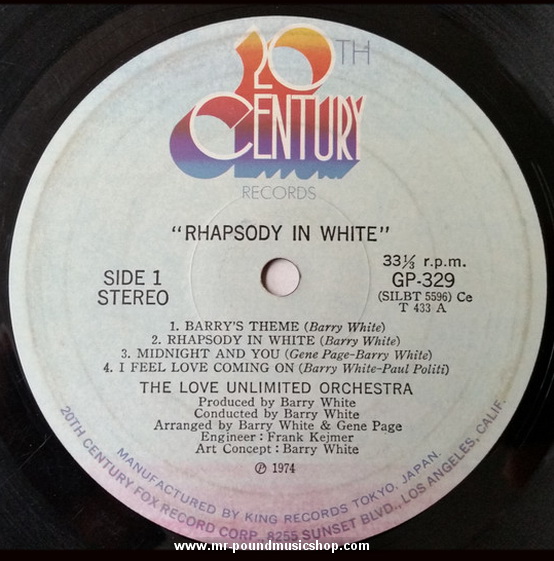 20TH
CENTURY
RECORDS
"RHAPSODY IN WHITE"
SIDE 1
STEREO
33⅓ r.p.m.
GP-329
(SILBT 5596) Ce
T 433 A
1. BARRY'S THEME (Barry White)
2. RHAPSODY IN WHITE (Barry White)
3. MIDNIGHT AND YOU (Gene Page-Barry White)
4. I FEEL LOVE COMING ON (Barry White-Paul Politi)
THE LOVE UNLIMITED ORCHESTRA
Produced by Barry White
Conducted by Barry White
Arranged by Barry White & Gene Page
Engineer : Frank Kejmer
Art Concept : Barry White
℗ 1974
MANUFACTURED BY KING RECORDS TOKYO, JAPAN.
20TH CENTURY FOX RECORD CORP. 8255 SUNSET BLVD., LOS ANGELES, CALIF.
www.mr-poundmusicshop.com